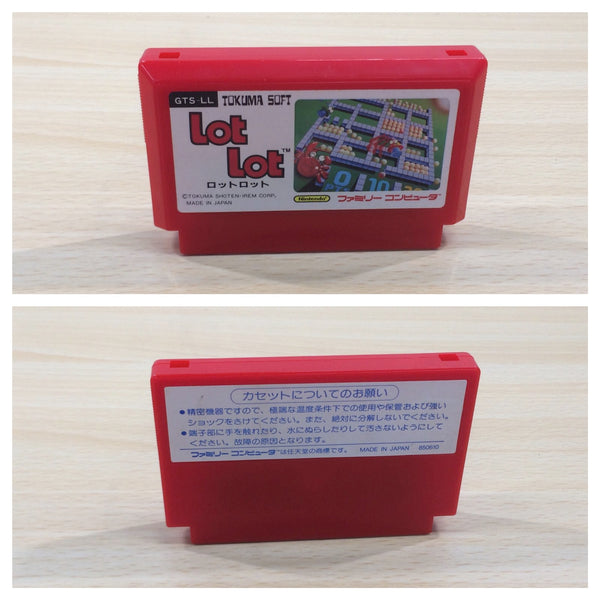 GTS-LL TOKUMA SOFT
Lot
Lot™
ロットロット
©TOKUMA SHOTEN・IREM CORP.
MADE IN JAPAN
0 10
Nintendo ファミリー コンピュータ
カセットについてのお願い
●精密機器ですので、極端な温度条件下での使用や保管および強い
ショックをさけてください。また、絶対に分解しないでください。
●端子部に手を触れたり、水にぬらしたりして汚さないようにして
ください。故障の原因となります。
ファミリー コンピュータ™は任天堂の商標です。 MADE IN JAPAN 850610